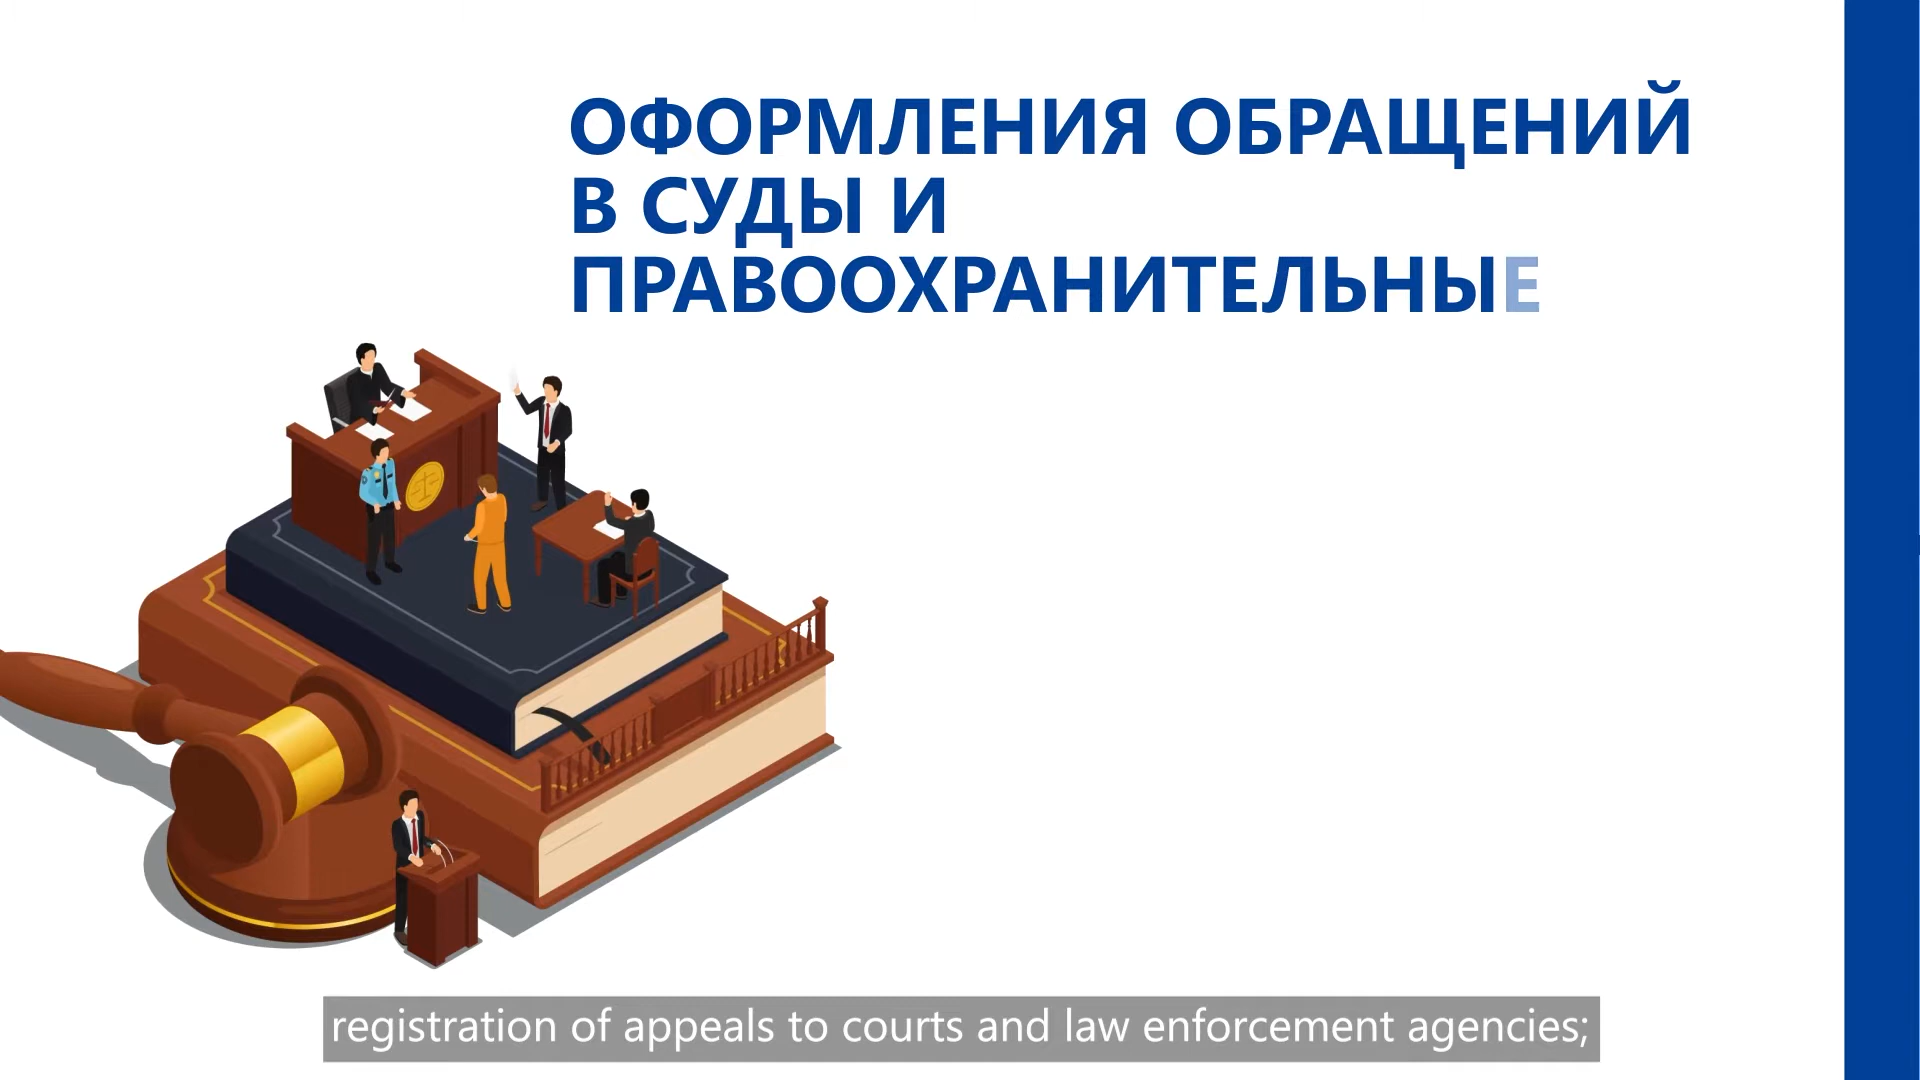 ОФОРМЛЕНИЯ ОБРАЩЕНИЙ
В СУДЫ И
ПРАВООХРАНИТЕЛЬНЫЕ
registration of appeals to courts and law enforcement agencies;